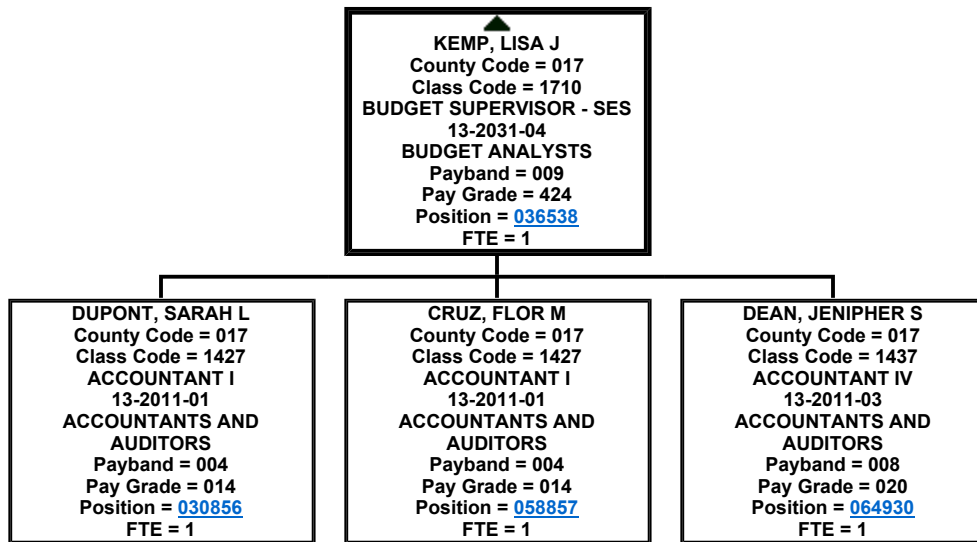 KEMP, LISA J
County Code = 017
Class Code = 1710
BUDGET SUPERVISOR - SES
13-2031-04
BUDGET ANALYSTS
Payband = 009
Pay Grade = 424
Position = 036538
FTE = 1
DUPONT, SARAH L
County Code = 017
Class Code = 1427
ACCOUNTANT I
13-2011-01
ACCOUNTANTS AND
AUDITORS
Payband = 004
Pay Grade = 014
Position = 030856
FTE = 1
CRUZ, FLOR M
County Code = 017
Class Code = 1427
ACCOUNTANT I
13-2011-01
ACCOUNTANTS AND
AUDITORS
Payband = 004
Pay Grade = 014
Position = 058857
FTE = 1
DEAN, JENIPHER S
County Code = 017
Class Code = 1437
ACCOUNTANT IV
13-2011-03
ACCOUNTANTS AND
AUDITORS
Payband = 008
Pay Grade = 020
Position = 064930
FTE = 1